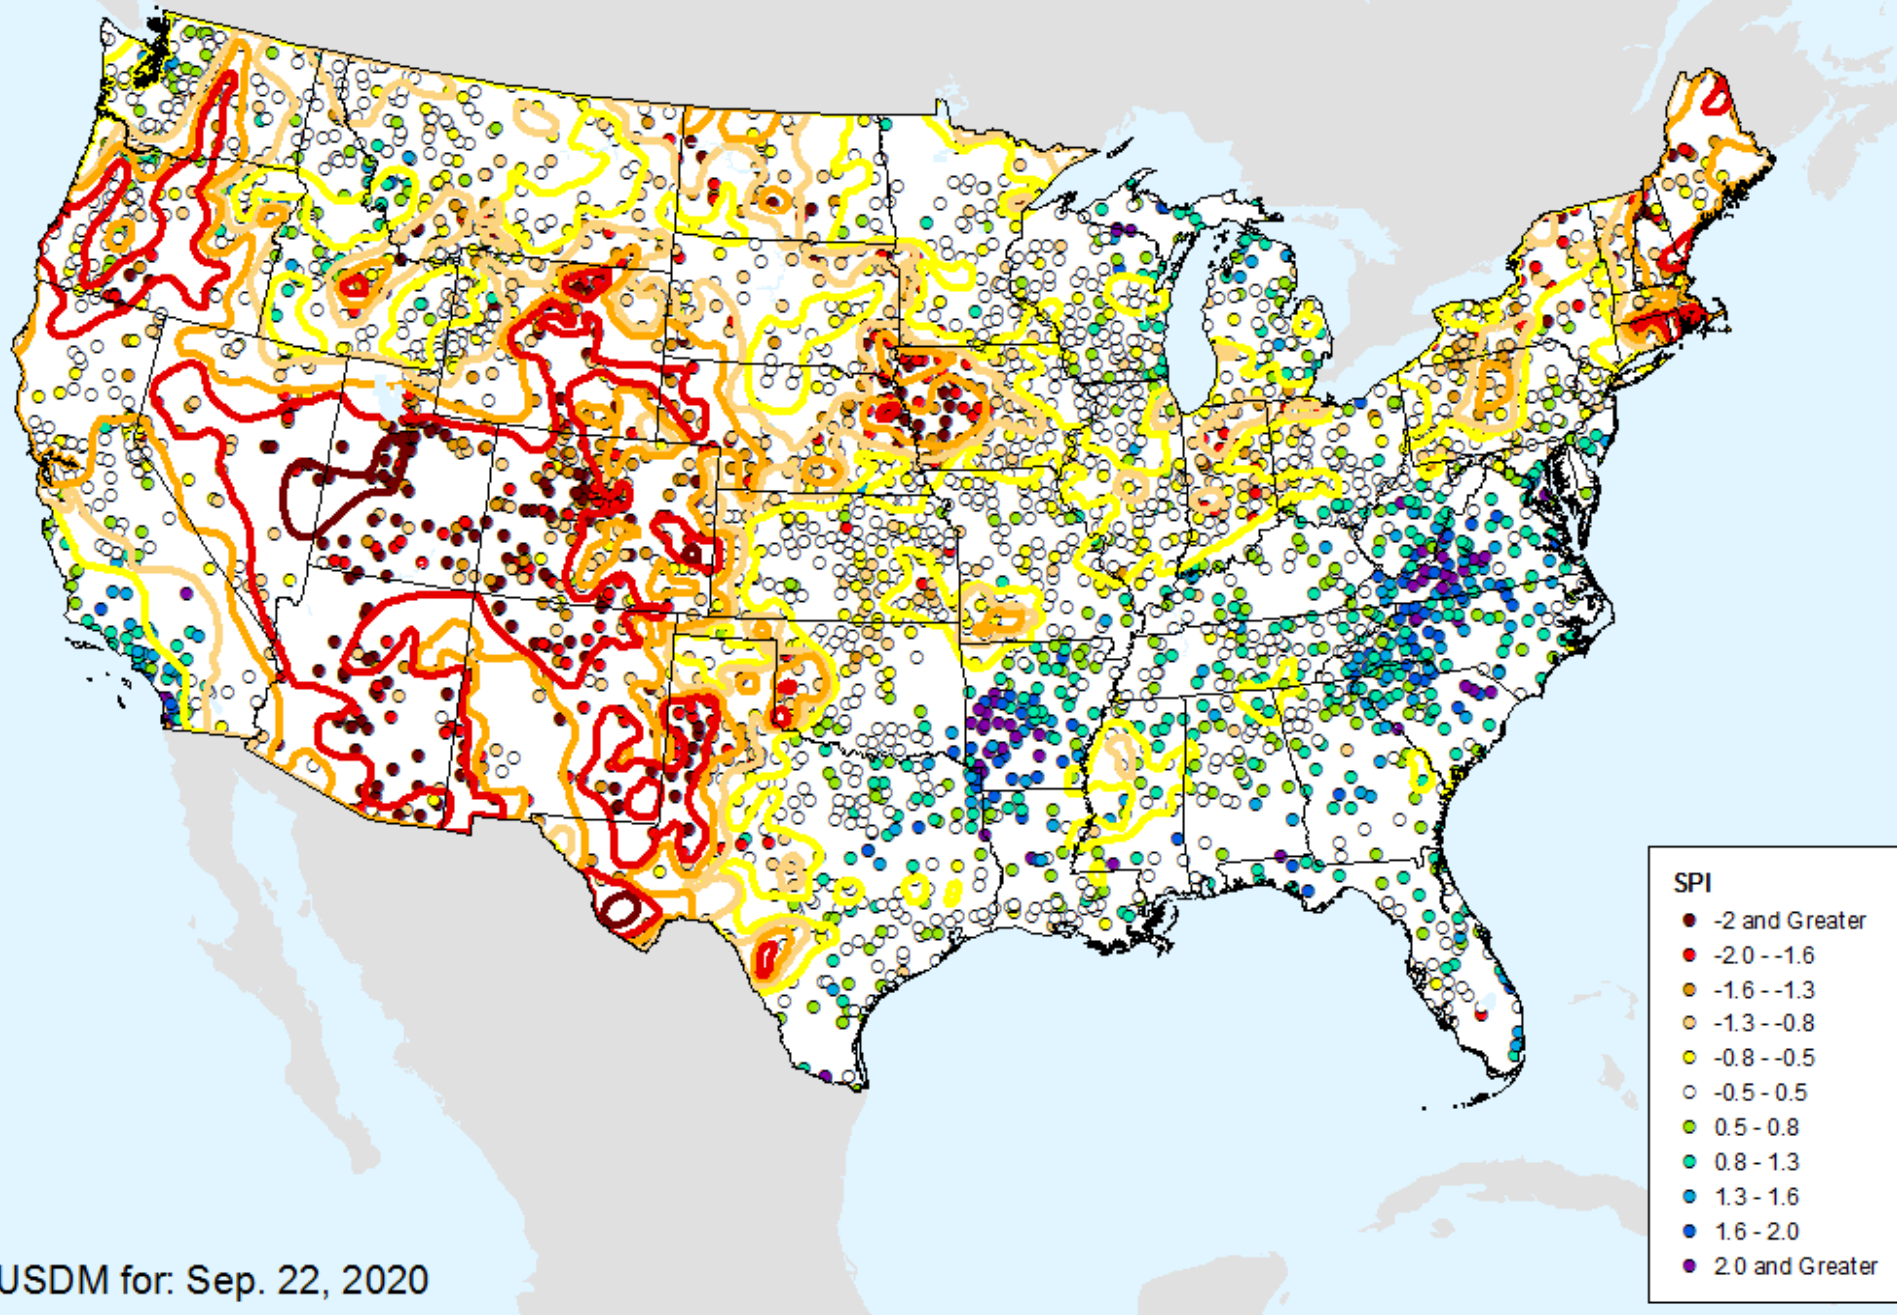 SPI
-2 and Greater
-2.0 - -1.6
-1.6 - -1.3
-1.3 - -0.8
-0.8 - -0.5
-0.5 - 0.5
0.5 - 0.8
0.8 - 1.3
1.3 - 1.6
1.6 - 2.0
2.0 and Greater
USDM for: Sep. 22, 2020